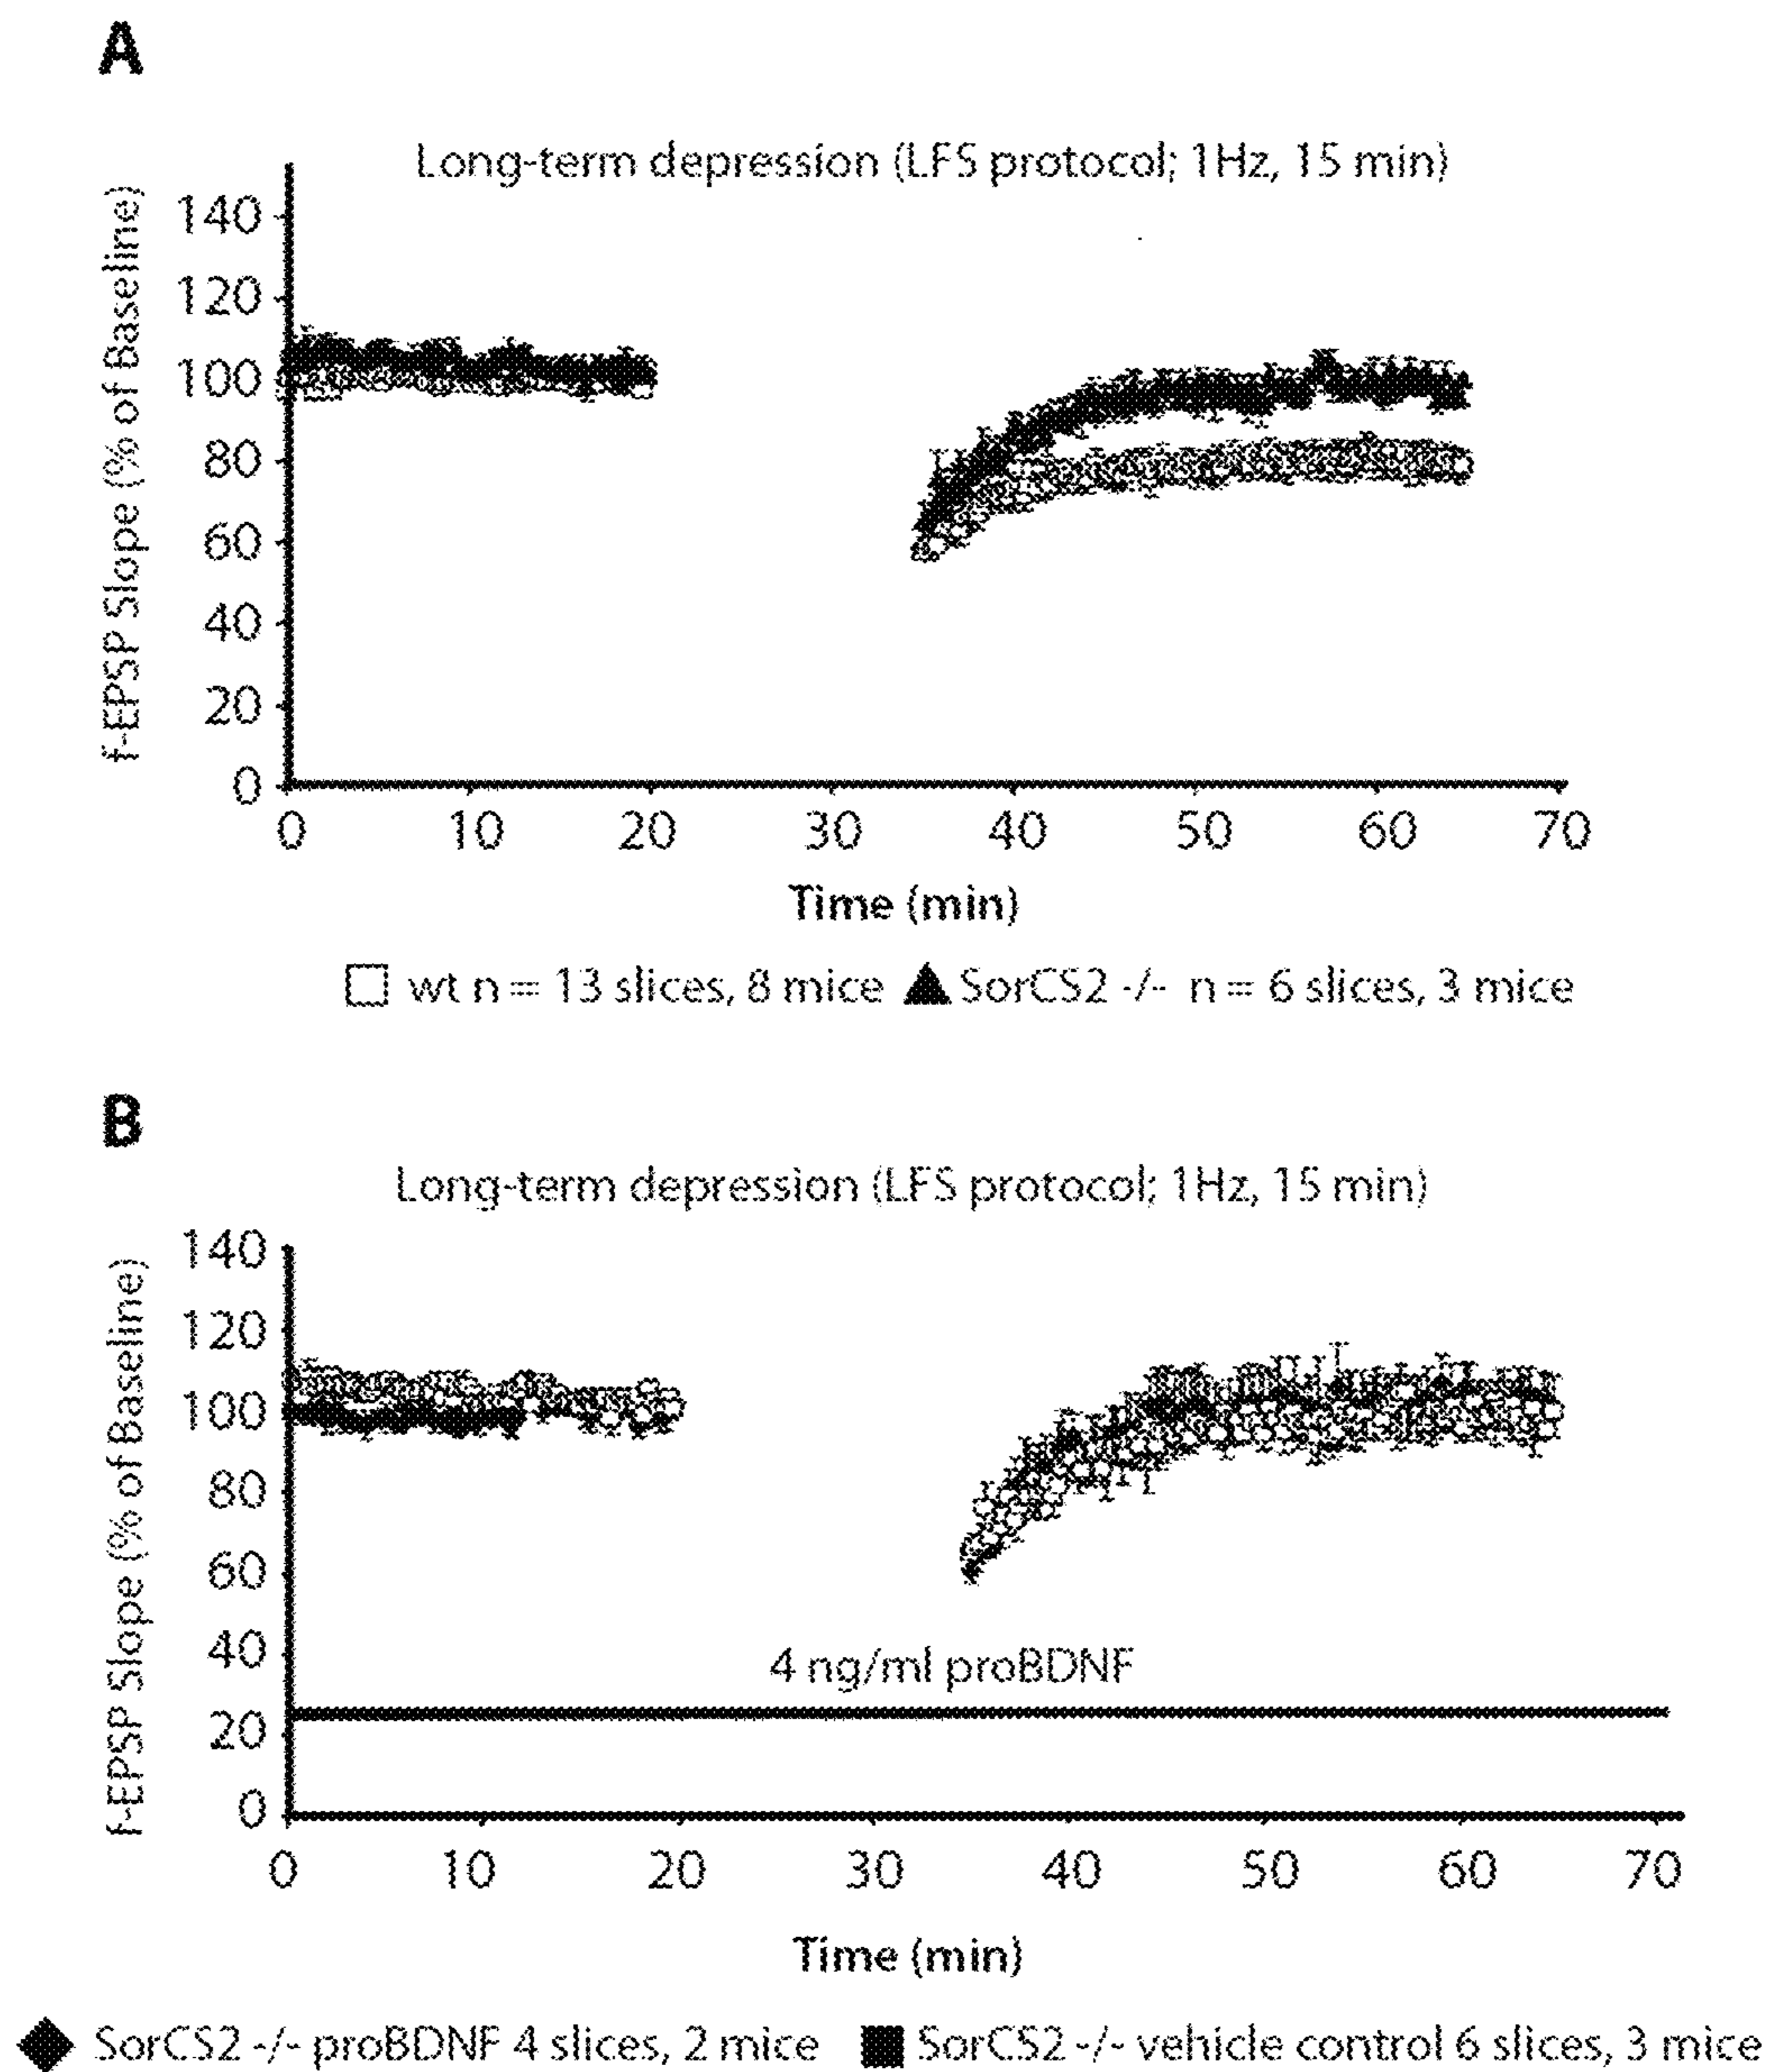 A
Long-term depression (LFS protocol; 1Hz, 15 min)
f-EPSP Slope (% of Baseline)
140
120
100
80
60
40
20
0
0 10 20 30 40 50 60 70
Time (min)
wt n = 13 slices, 8 mice SorCS2 -/- n = 6 slices, 3 mice
B
Long-term depression (LFS protocol; 1Hz, 15 min)
f-EPSP Slope (% of Baseline)
140
120
100
80
60
40
20
0
4 ng/ml proBDNF
0 10 20 30 40 50 60 70
Time (min)
SorCS2 -/- proBDNF 4 slices, 2 mice SorCS2 -/- vehicle control 6 slices, 3 mice